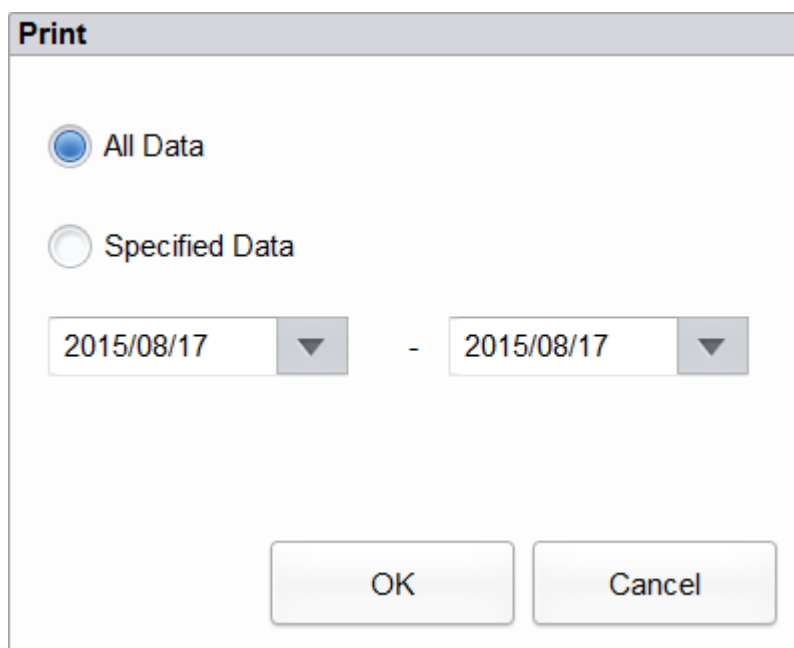 Print
All Data
Specified Data
2015/08/17 - 2015/08/17
OK Cancel